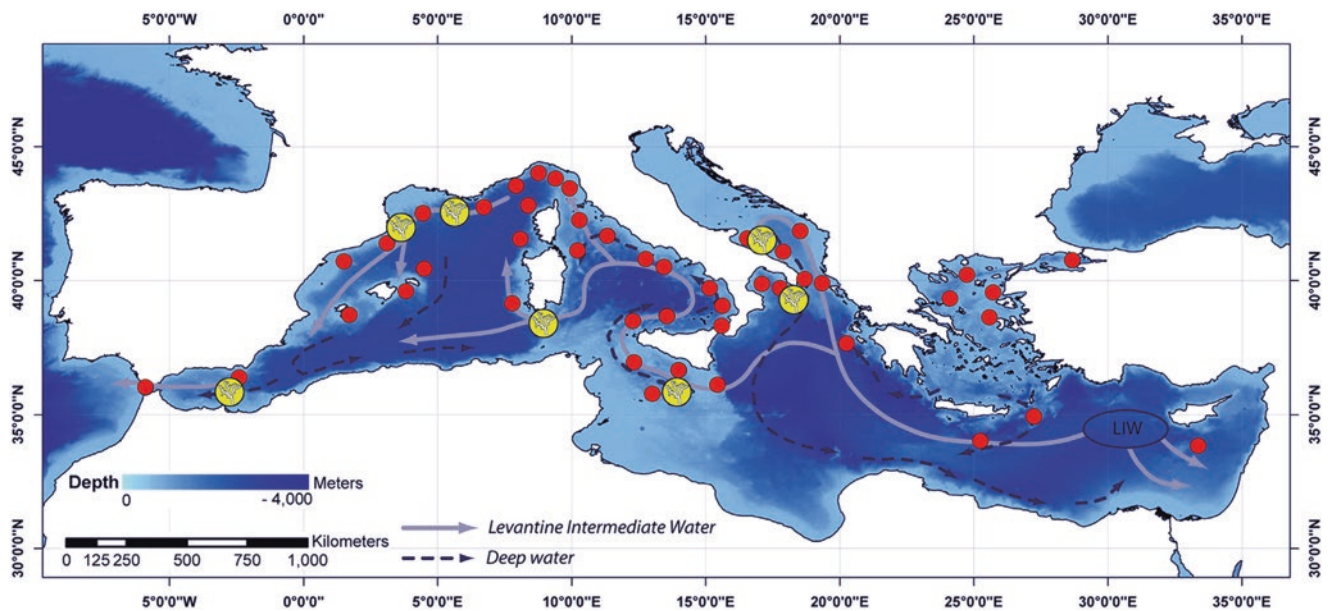 5°0'0"W 0°0'0"E 5°0'0"E 10°0'0"E 15°0'0"E 20°0'0"E 25°0'0"E 30°0'0"E 35°0'0"E
45°0'0"N 45°0'0"N
40°0'0"N 40°0'0"N
35°0'0"N 35°0'0"N
30°0'0"N 30°0'0"N
LIW
Depth Meters
0 - 4,000
Kilometers
0 125 250 500 750 1,000
Levantine Intermediate Water
Deep water
5°0'0"W 0°0'0"E 5°0'0"E 10°0'0"E 15°0'0"E 20°0'0"E 25°0'0"E 30°0'0"E 35°0'0"E